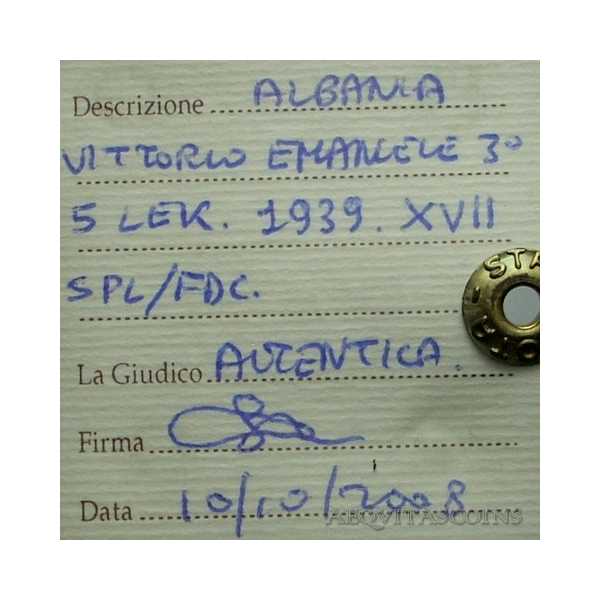 Descrizione ALBANIA
VITTORIO EMANUELE 3°
5 LEK. 1939. XVII
SPL/FDC.
La Giudico AUTENTICA.
Firma
Data 10/10/2008
AEQVITASCOINS